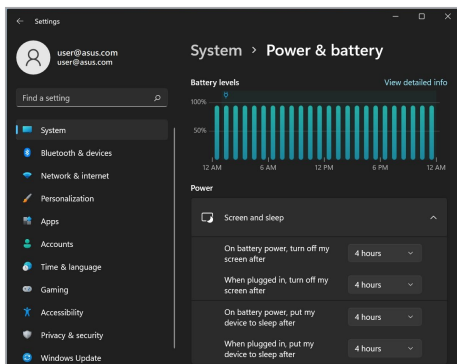 Settings
user@asus.com
user@asus.com
Find a setting
System
Bluetooth & devices
Network & internet
Personalization
Apps
Accounts
Time & language
Gaming
Accessibility
Privacy & security
Windows Update
System > Power & battery
Battery levels
View detailed info
100%
50%
12 AM 6 AM 12 PM 6 PM 12 AM
Power
Screen and sleep
On battery power, turn off my
screen after
4 hours
When plugged in, turn off my
screen after
4 hours
On battery power, put my
device to sleep after
4 hours
When plugged in, put my
device to sleep after
4 hours